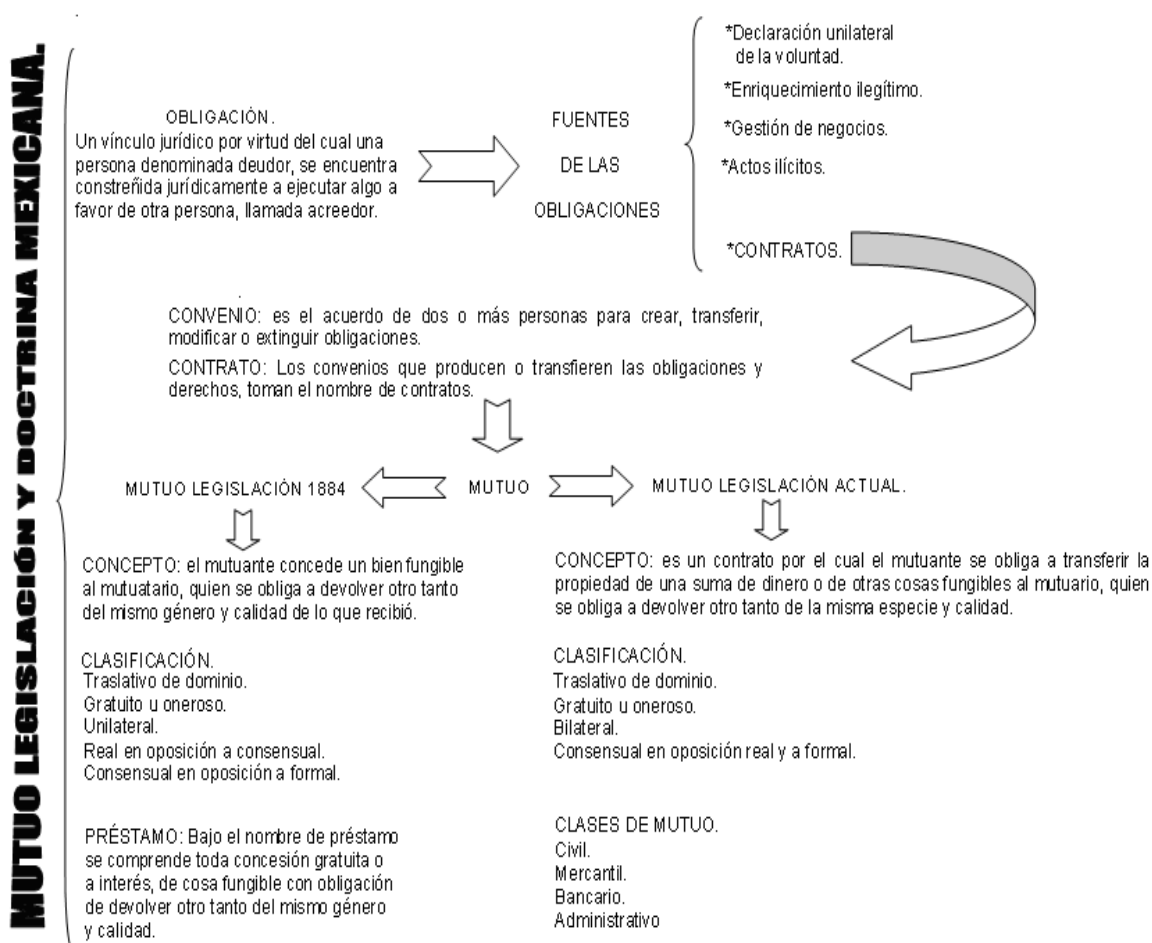 MUTUO LEGISLACIÓN Y DOCTRINA MEXICANA.
OBLIGACIÓN.
Un vínculo jurídico por virtud del cual una
persona denominada deudor, se encuentra
constreñida jurídicamente a ejecutar algo a
favor de otra persona, llamada acreedor.
FUENTES
DE LAS
OBLIGACIONES
*Declaración unilateral
de la voluntad.
*Enriquecimiento ilegítimo.
*Gestión de negocios.
*Actos ilícitos.
*CONTRATOS.
CONVENIO: es el acuerdo de dos o más personas para crear, transferir,
modificar o extinguir obligaciones.
CONTRATO: Los convenios que producen o transfieren las obligaciones y
derechos, toman el nombre de contratos.
MUTUO LEGISLACIÓN 1884
MUTUO
MUTUO LEGISLACIÓN ACTUAL.
CONCEPTO: el mutuante concede un bien fungible
al mutuatario, quien se obliga a devolver otro tanto
del mismo género y calidad de lo que recibió.
CLASIFICACIÓN.
Traslativo de dominio.
Gratuito u oneroso.
Unilateral.
Real en oposición a consensual.
Consensual en oposición a formal.
PRÉSTAMO: Bajo el nombre de préstamo
se comprende toda concesión gratuita o
a interés, de cosa fungible con obligación
de devolver otro tanto del mismo género
y calidad.
CONCEPTO: es un contrato por el cual el mutuante se obliga a transferir la
propiedad de una suma de dinero o de otras cosas fungibles al mutuario, quien
se obliga a devolver otro tanto de la misma especie y calidad.
CLASIFICACIÓN.
Traslativo de dominio.
Gratuito u oneroso.
Bilateral.
Consensual en oposición real y a formal.
CLASES DE MUTUO.
Civil.
Mercantil.
Bancario.
Administrativo